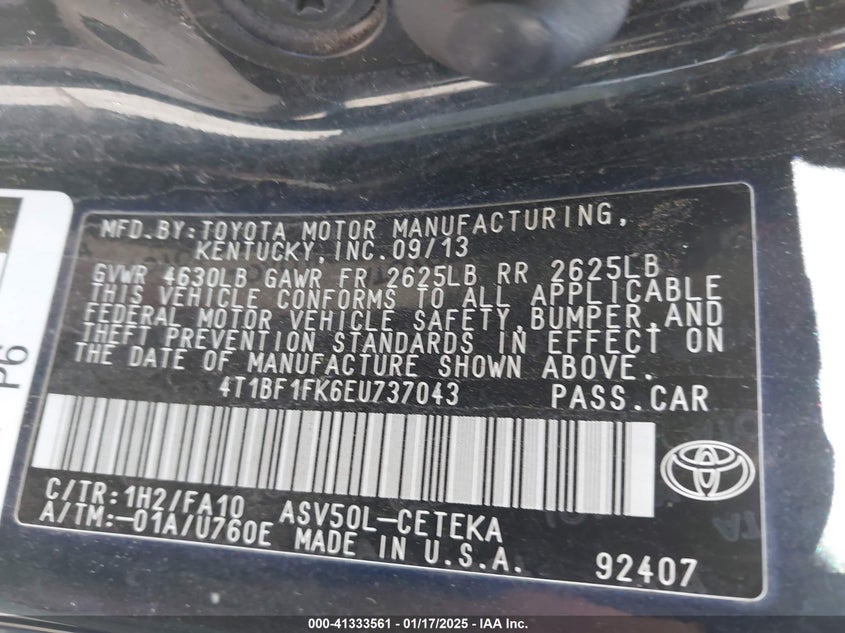 MFD.BY:TOYOTA MOTOR MANUFACTURING,
KENTUCKY,INC.09/13
GVWR 4630LB GAWR FR 2625LB RR 2625LB
THIS VEHICLE CONFORMS TO ALL APPLICABLE
FEDERAL MOTOR VEHICLE SAFETY,BUMPER,AND
THEFT PREVENTION STANDARDS IN EFFECT ON
THE DATE OF MANUFACTURE SHOWN ABOVE.
4T1BF1FK6EU737043 PASS.CAR
C/TR:1H2/FA10 ASV50L-CETEKA
A/TM:-01A/U760E MADE IN U.S.A.
92407
P6
000-41333561 - 01/17/2025 - IAA Inc.